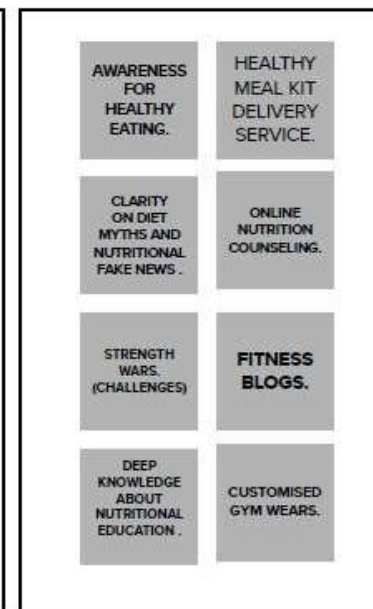 AWARENESS
FOR
HEALTHY
EATING.
HEALTHY
MEAL KIT
DELIVERY
SERVICE.
CLARITY
ON DIET
MYTHS AND
NUTRITIONAL
FAKE NEWS .
ONLINE
NUTRITION
COUNSELING.
STRENGTH
WARS.
(CHALLENGES)
FITNESS
BLOGS.
DEEP
KNOWLEDGE
ABOUT
NUTRITIONAL
EDUCATION .
CUSTOMISED
GYM WEARS.